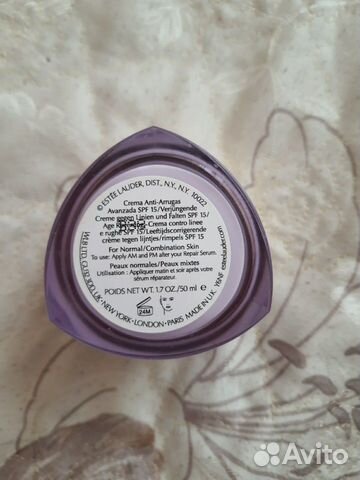 © ESTÉE LAUDER, DIST., N.Y., N.Y. 10022
Crema Anti-Arrugas
Avanzada SPF 15/Verjüngende
Creme gegen Linien und Falten SPF 15/
Age Crema contro linee
e rughe SPF 15/Leeftijdscorrigerende
crème tegen lijntjes/rimpels SPF 15
For Normal/Combination Skin
To use: Apply AM and PM after your Repair Serum.
Peaux normales/Peaux mixtes
Utilisation : Appliquer matin et soir après votre
sérum réparateur.
POIDS NET WT. 1.7 OZ./50 ml ℮
24M
NEW YORK • LONDON • PARIS MADE IN U.K.
esteelauder.com
Avito